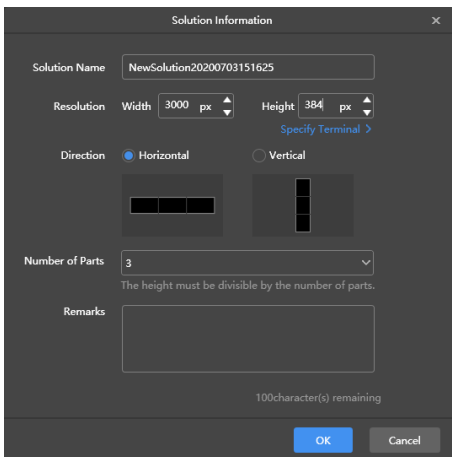 Solution Information
Solution Name NewSolution20200703151625
Resolution Width 3000 px Height 384 px
Specify Terminal >
Direction Horizontal Vertical
Number of Parts 3
The height must be divisible by the number of parts.
Remarks
100character(s) remaining
OK Cancel